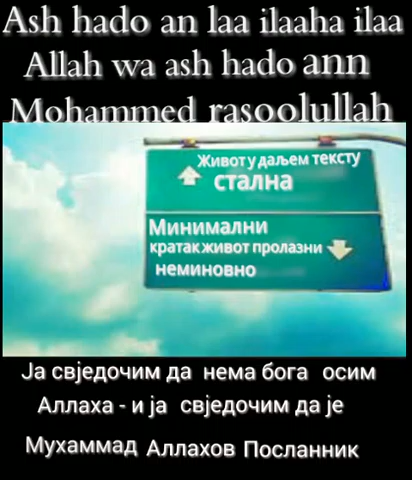 Ash hado an laa ilaaha ilaa
Allah wa ash hado ann
Mohammed rasoolullah
Живот у даљем тексту
стална
Минимални
кратак живот пролазни
неминовно
Ја свједочим да нема бога осим
Аллаха - и ја свједочим да је
Мухаммад Аллахов Посланник